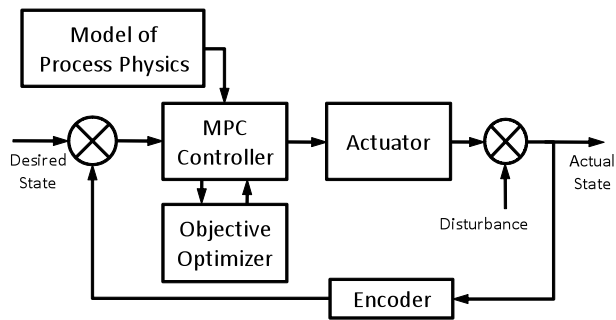 Model of
Process Physics
MPC
Controller
Actuator
Desired
State
Actual
State
Objective
Optimizer
Disturbance
Encoder